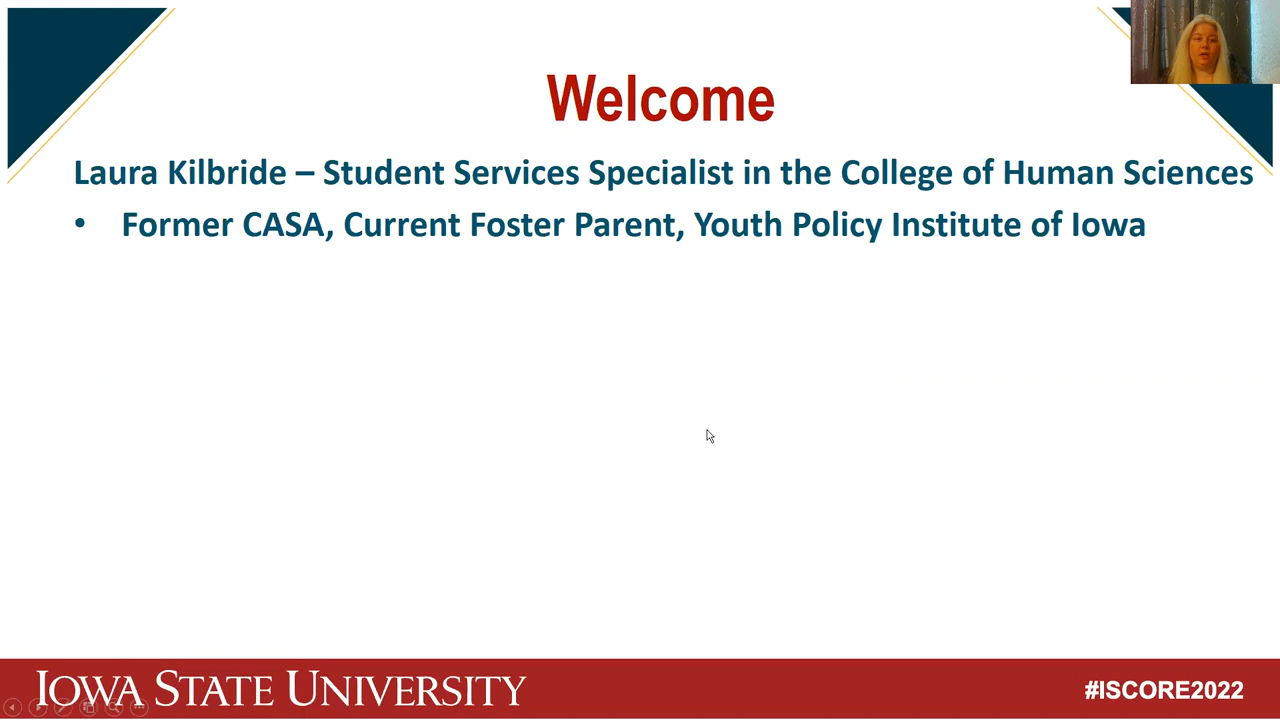 Welcome
Laura Kilbride – Student Services Specialist in the College of Human Sciences
• Former CASA, Current Foster Parent, Youth Policy Institute of Iowa
IOWA STATE UNIVERSITY
#ISCORE2022